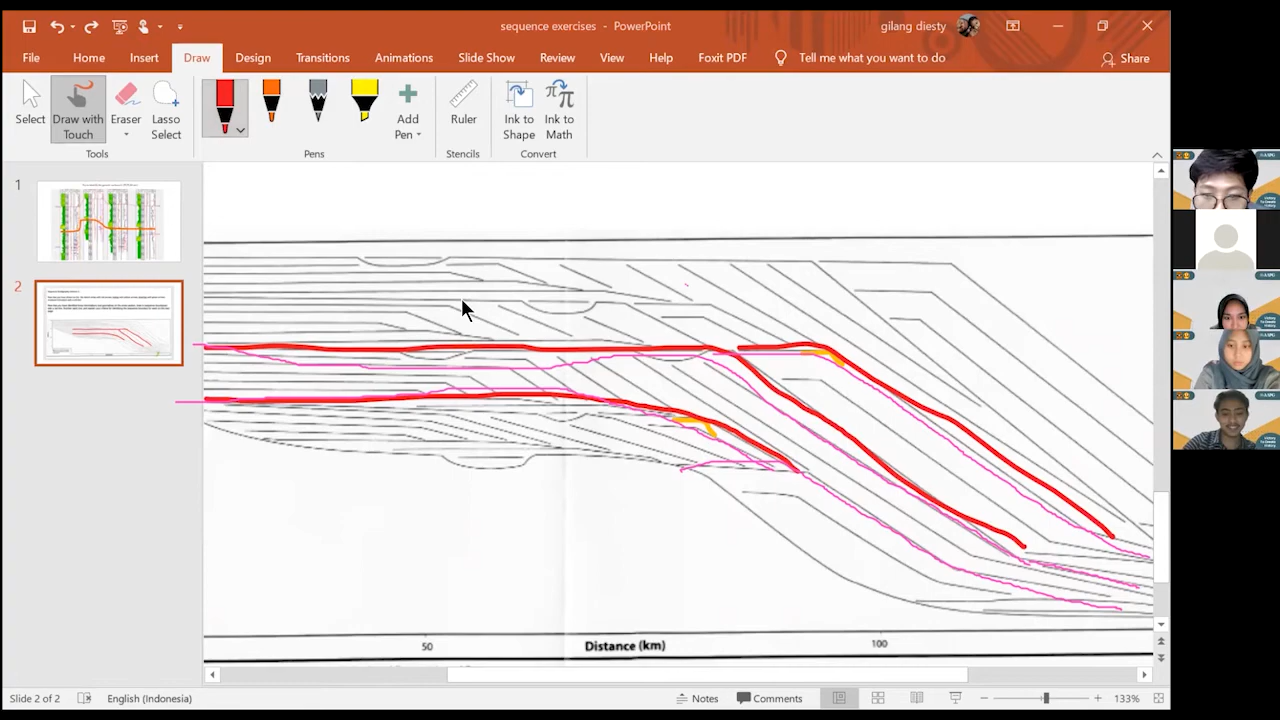 sequence exercises - PowerPoint
gilang diesty
File Home Insert Draw Design Transitions Animations Slide Show Review View Help Foxit PDF Tell me what you want to do Share
Select
Draw with Touch
Eraser
Lasso Select
Add Pen
Ruler
Ink to Shape
Ink to Math
Tools Pens Stencils Convert
1
2
50 Distance (km) 100
Slide 2 of 2 English (Indonesia) Notes Comments 133%